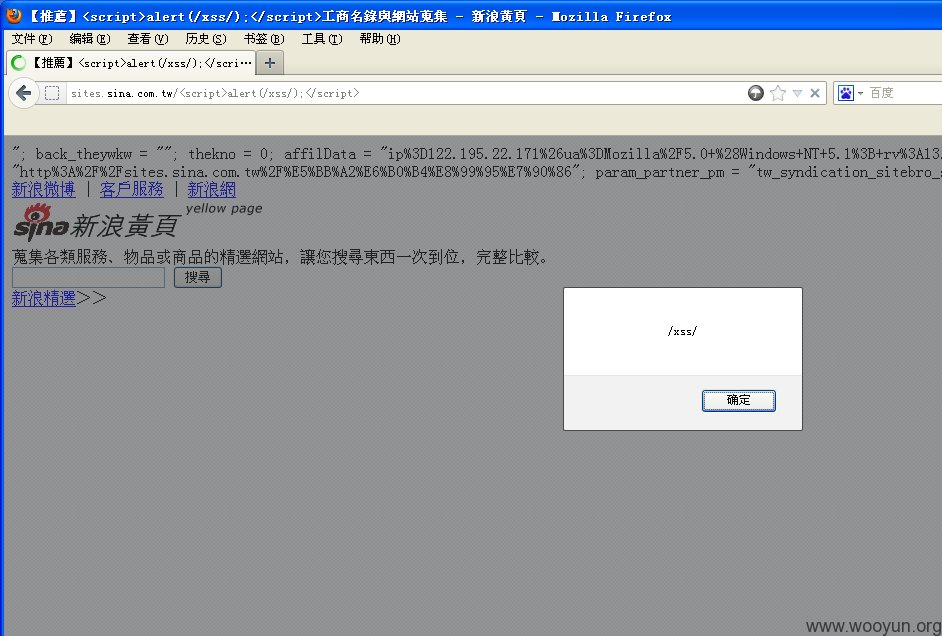 【推薦】<script>alert(/xss/);</script>工商名錄與網站蒐集 - 新浪黃頁 - Mozilla Firefox
文件(F) 编辑(E) 查看(V) 历史(S) 书签(B) 工具(T) 帮助(H)
【推薦】<script>alert(/xss/);</scri...
sites.sina.com.tw/<script>alert(/xss/);</script> 百度
"; back_theywkw = ""; thekno = 0; affilData = "ip%3D122.195.22.171%26ua%3DMozilla%2F5.0+%28Windows+NT+5.1%3B+rv%3A13
"http%3A%2F%2Fsites.sina.com.tw%2F%E5%BB%A2%E6%B0%B4%E8%99%95%E7%90%86"; param_partner_pm = "tw_syndication_sitebro_s
新浪微博 | 客戶服務 | 新浪網
sina 新浪黃頁 yellow page
蒐集各類服務、物品或商品的精選網站，讓您搜尋東西一次到位，完整比較。
搜尋
新浪精選>>
/xss/
确定
www.wooyun.org